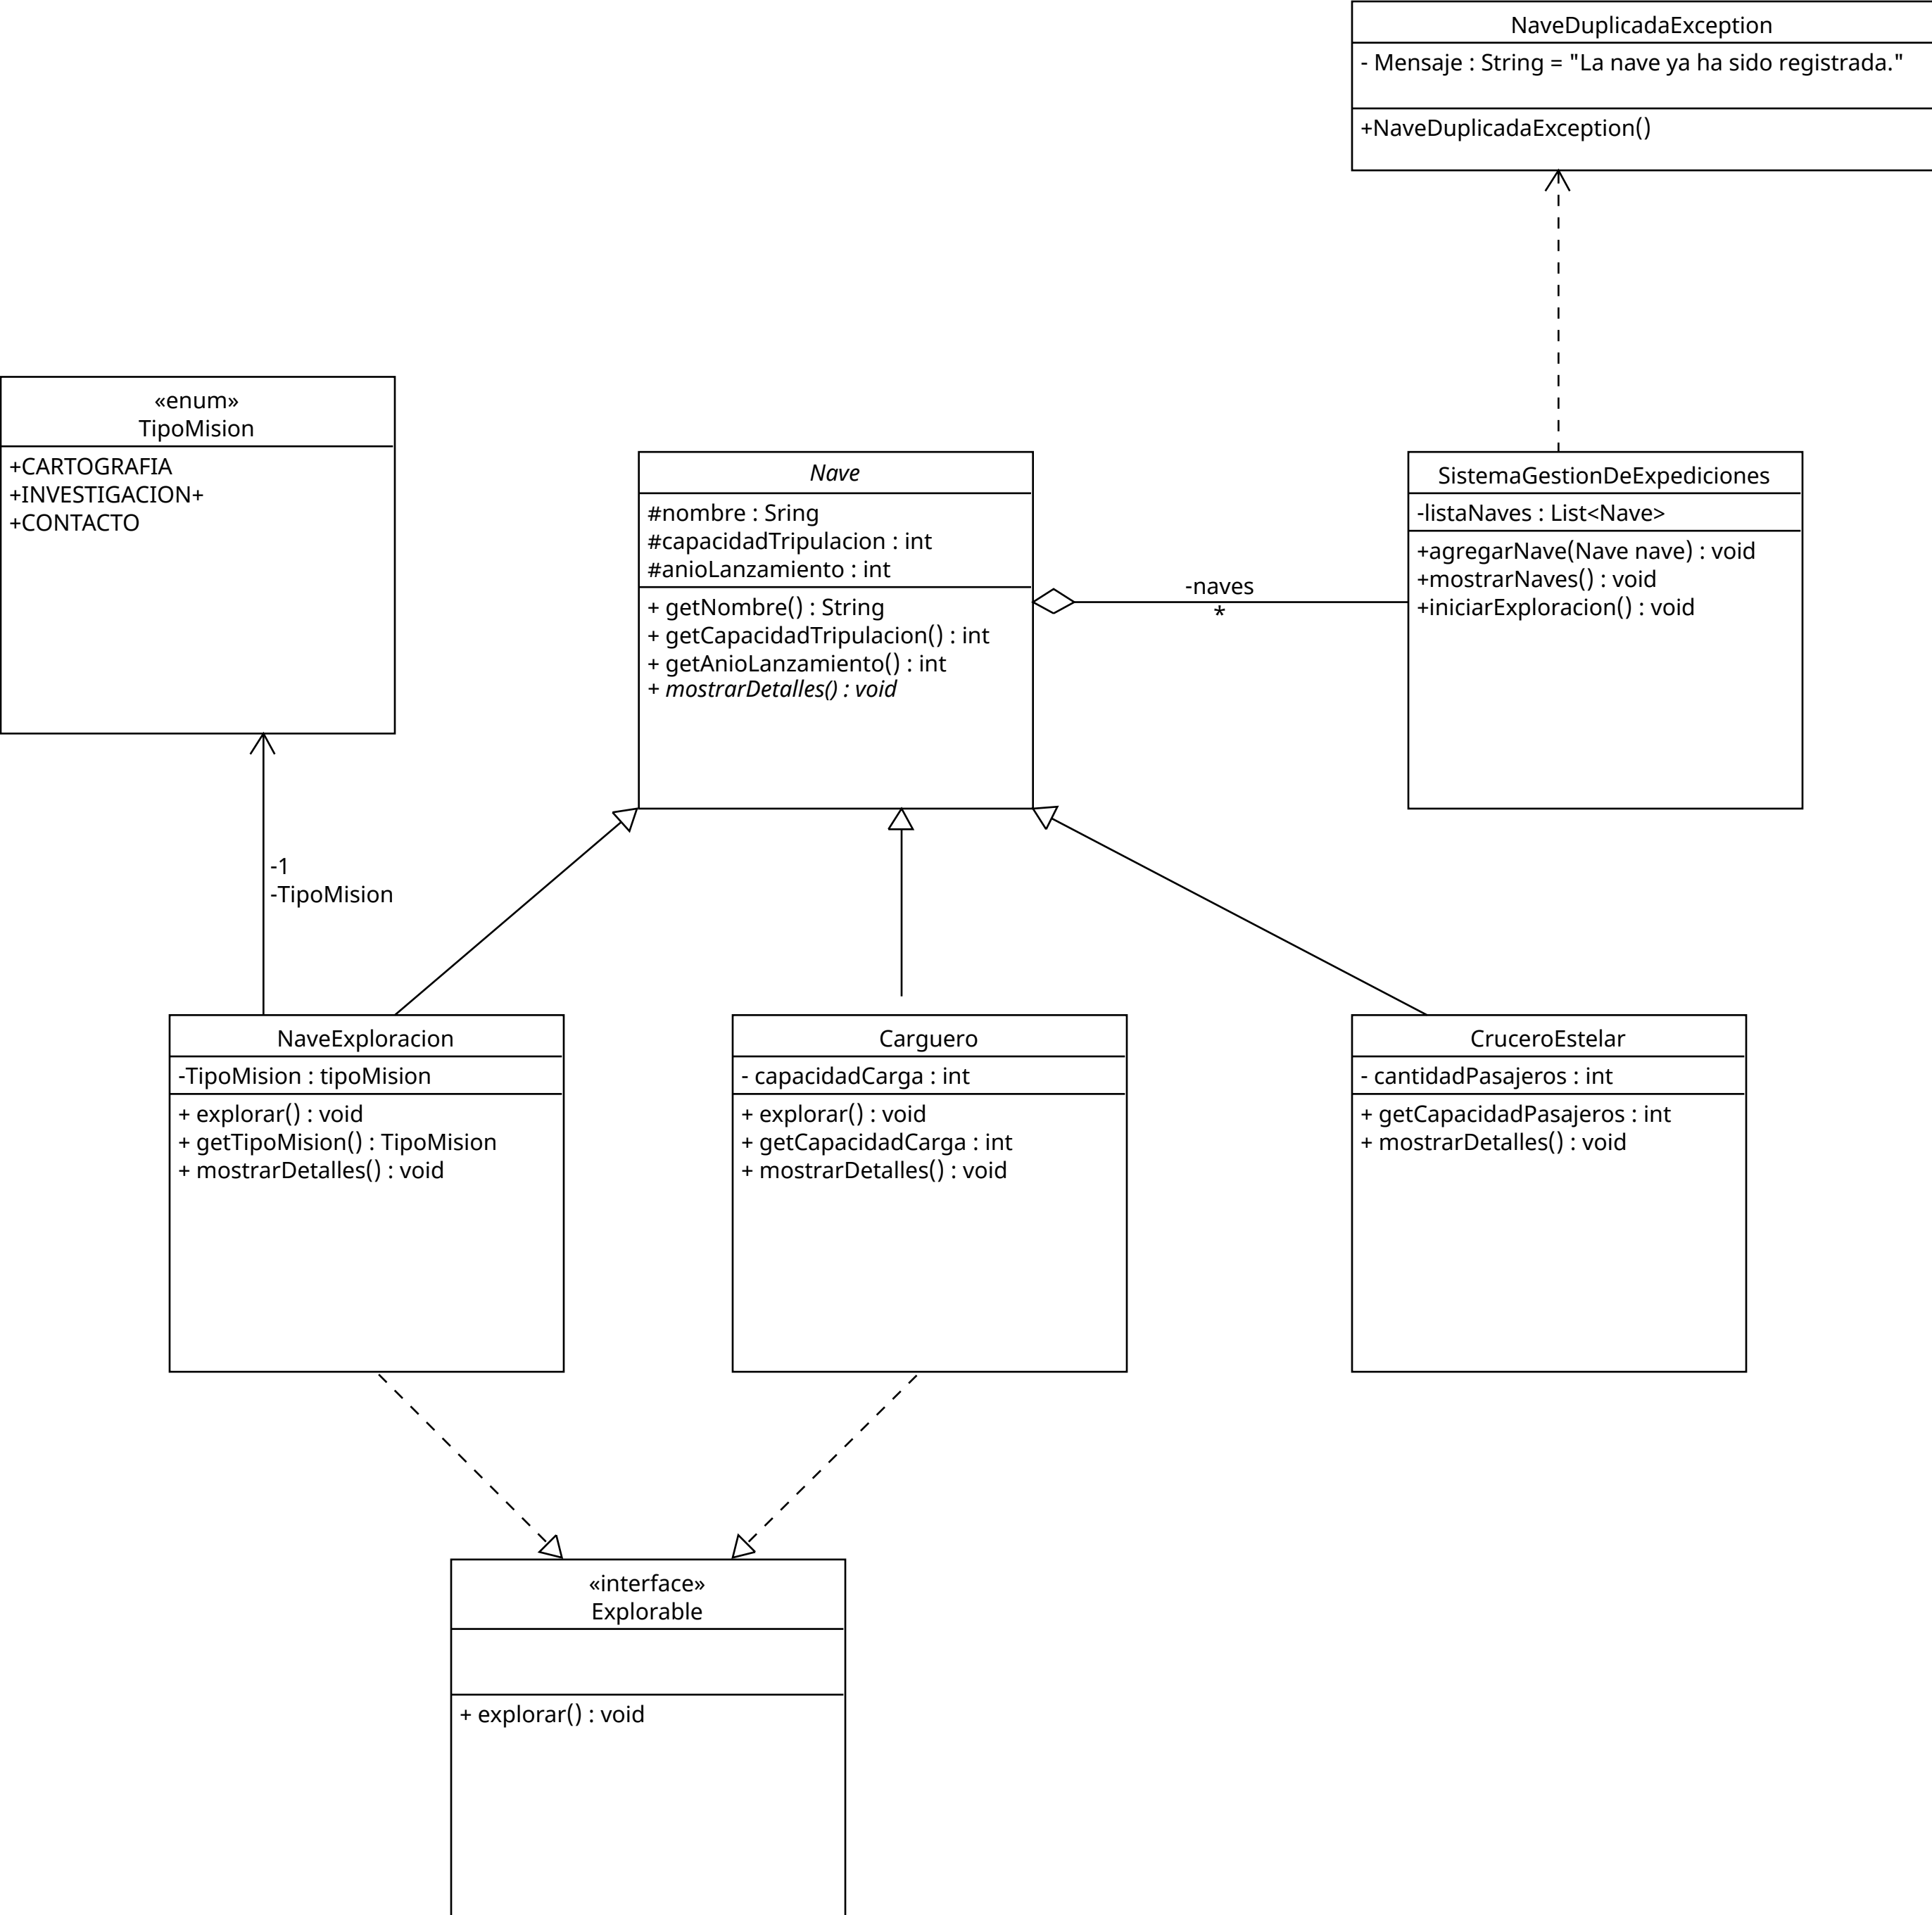 NaveDuplicadaException
- Mensaje : String = "La nave ya ha sido registrada."
+NaveDuplicadaException()
«enum»
TipoMision
+CARTOGRAFIA
+INVESTIGACION+
+CONTACTO
Nave
#nombre : Sring
#capacidadTripulacion : int
#anioLanzamiento : int
+ getNombre() : String
+ getCapacidadTripulacion() : int
+ getAnioLanzamiento() : int
+ mostrarDetalles() : void
-naves
*
SistemaGestionDeExpediciones
-listaNaves : List<Nave>
+agregarNave(Nave nave) : void
+mostrarNaves() : void
+iniciarExploracion() : void
-1
-TipoMision
NaveExploracion
-TipoMision : tipoMision
+ explorar() : void
+ getTipoMision() : TipoMision
+ mostrarDetalles() : void
Carguero
- capacidadCarga : int
+ explorar() : void
+ getCapacidadCarga : int
+ mostrarDetalles() : void
CruceroEstelar
- cantidadPasajeros : int
+ getCapacidadPasajeros : int
+ mostrarDetalles() : void
«interface»
Explorable
+ explorar() : void